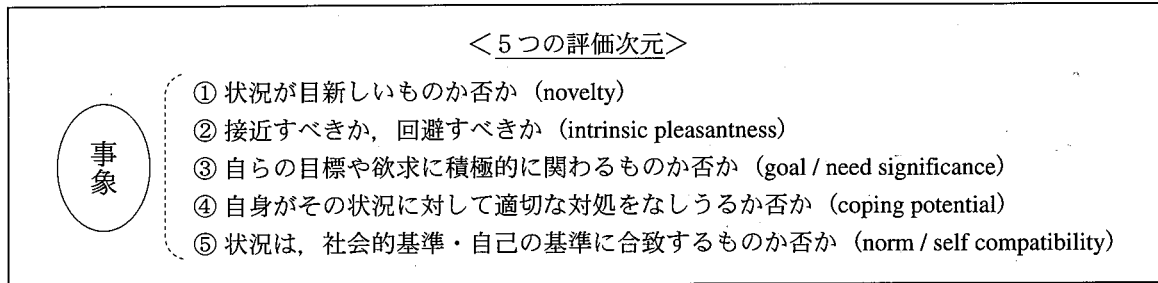 ＜５つの評価次元＞
事象
① 状況が目新しいものか否か (novelty)
② 接近すべきか，回避すべきか (intrinsic pleasantness)
③ 自らの目標や欲求に積極的に関わるものか否か (goal / need significance)
④ 自身がその状況に対して適切な対処をなしうるか否か (coping potential)
⑤ 状況は，社会的基準・自己の基準に合致するものか否か (norm / self compatibility)